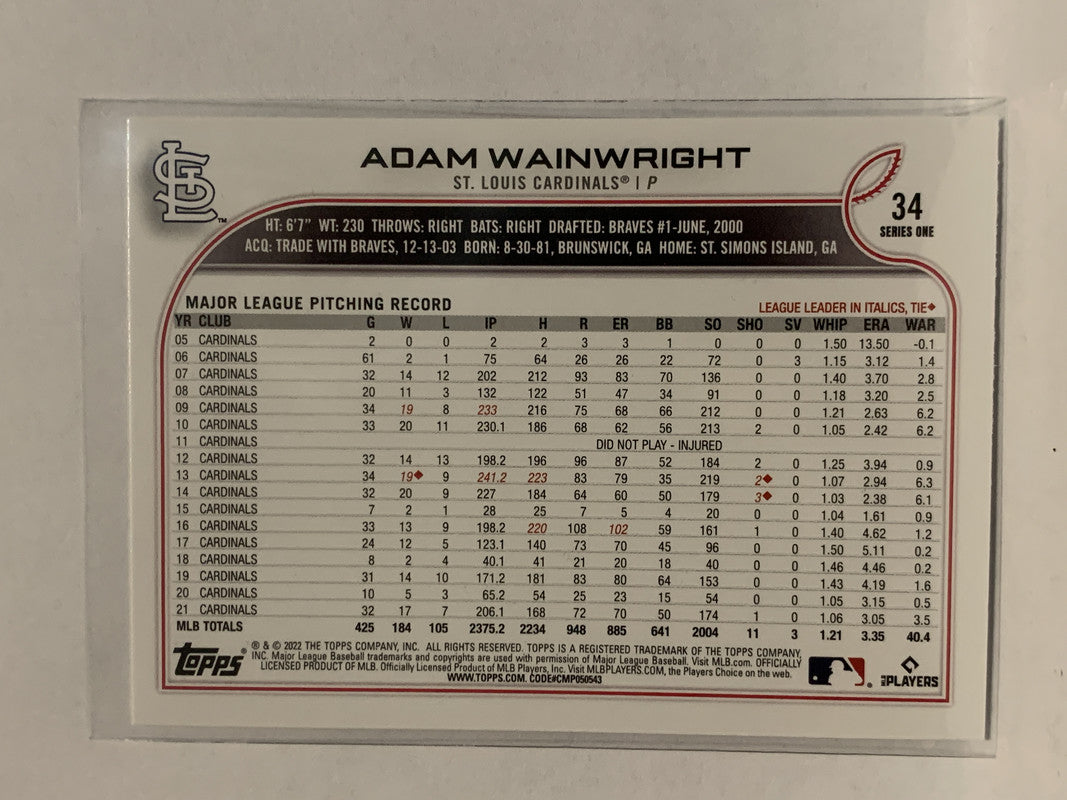 ADAM WAINWRIGHT
ST. LOUIS CARDINALS® | P
34
SERIES ONE
HT: 6'7" WT: 230 THROWS: RIGHT BATS: RIGHT DRAFTED: BRAVES #1-JUNE, 2000
ACQ: TRADE WITH BRAVES, 12-13-03 BORN: 8-30-81, BRUNSWICK, GA HOME: ST. SIMONS ISLAND, GA
MAJOR LEAGUE PITCHING RECORD LEAGUE LEADER IN ITALICS, TIE♦
YR CLUB G W L IP H R ER BB SO SHO SV WHIP ERA WAR
05 CARDINALS 2 0 0 2 2 3 3 1 0 0 0 1.50 13.50 -0.1
06 CARDINALS 61 2 1 75 64 26 26 22 72 0 3 1.15 3.12 1.4
07 CARDINALS 32 14 12 202 212 93 83 70 136 0 0 1.40 3.70 2.8
08 CARDINALS 20 11 3 132 122 51 47 34 91 0 0 1.18 3.20 2.5
09 CARDINALS 34 19 8 233 216 75 68 66 212 0 0 1.21 2.63 6.2
10 CARDINALS 33 20 11 230.1 186 68 62 56 213 2 0 1.05 2.42 6.2
11 CARDINALS DID NOT PLAY - INJURED
12 CARDINALS 32 14 13 198.2 196 96 87 52 184 2 0 1.25 3.94 0.9
13 CARDINALS 34 19♦ 9 241.2 223 83 79 35 219 2♦ 0 1.07 2.94 6.3
14 CARDINALS 32 20 9 227 184 64 60 50 179 3♦ 0 1.03 2.38 6.1
15 CARDINALS 7 2 1 28 25 7 5 4 20 0 0 1.04 1.61 0.9
16 CARDINALS 33 13 9 198.2 220 108 102 59 161 1 0 1.40 4.62 1.2
17 CARDINALS 24 12 5 123.1 140 73 70 45 96 0 0 1.50 5.11 0.2
18 CARDINALS 8 2 4 40.1 41 21 20 18 40 0 0 1.46 4.46 0.2
19 CARDINALS 31 14 10 171.2 181 83 80 64 153 0 0 1.43 4.19 1.6
20 CARDINALS 10 5 3 65.2 54 25 23 15 54 0 0 1.05 3.15 0.5
21 CARDINALS 32 17 7 206.1 168 72 70 50 174 1 0 1.06 3.05 3.5
MLB TOTALS 425 184 105 2375.2 2234 948 885 641 2004 11 3 1.21 3.35 40.4
Topps®
® & © 2022 THE TOPPS COMPANY, INC. ALL RIGHTS RESERVED. TOPPS IS A REGISTERED TRADEMARK OF THE TOPPS COMPANY,
INC. Major League Baseball trademarks and copyrights are used with permission of Major League Baseball. Visit MLB.com. OFFICIALLY
LICENSED PRODUCT OF MLB. Officially Licensed Product of MLB Players, Inc. Visit MLBPLAYERS.COM, the Players Choice on the web.
WWW.TOPPS.COM. CODE#CMP050543
MLB PLAYERS